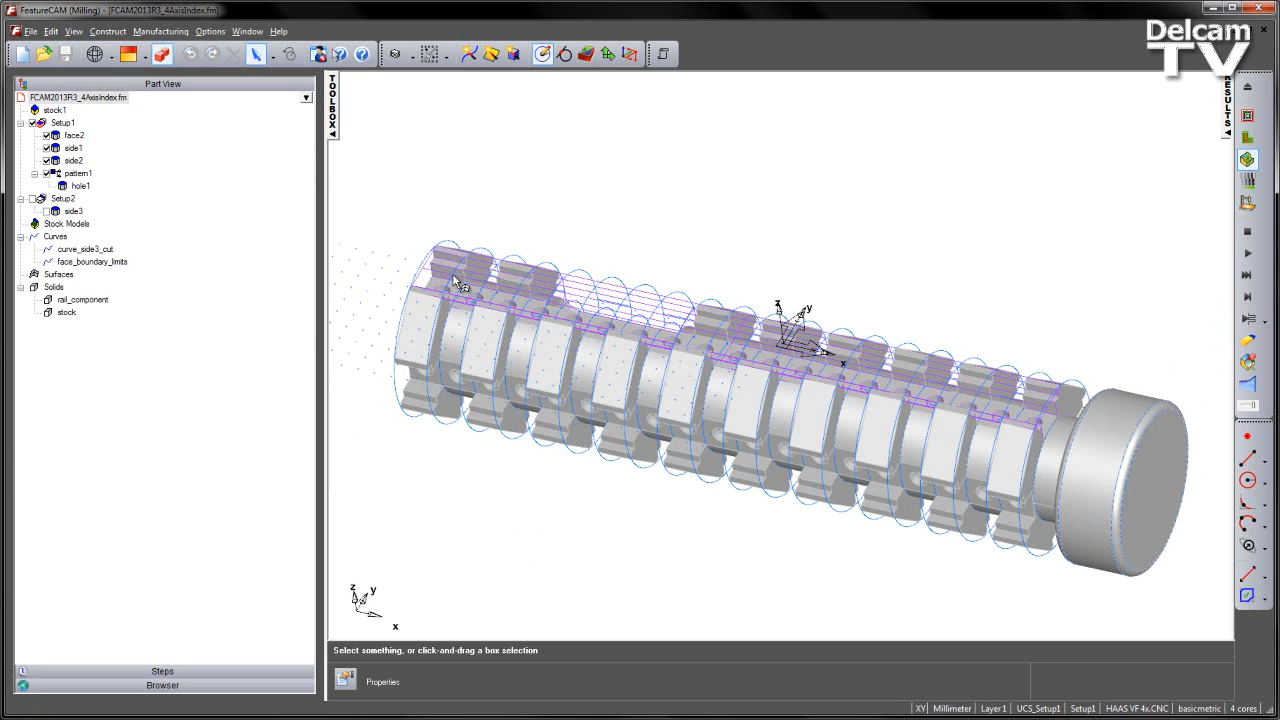 FeatureCAM (Milling) - [FCAM2013R3_4AxisIndex.fm]
File Edit View Construct Manufacturing Options Window Help
Delcam
TV
Part View
FCAM2013R3_4AxisIndex.fm
stock1
Setup1
face2
side1
side2
pattern1
hole1
Setup2
side3
Stock Models
Curves
curve_side3_cut
face_boundary_limits
Surfaces
Solids
rail_component
stock
Steps
Browser
TOOLBOX
RESULTS
z
y
x
z
y
x
Select something, or click-and-drag a box selection
Properties
XY Millimeter Layer1 UCS_Setup1 Setup1 HAAS VF 4x.CNC basicmetric 4 cores